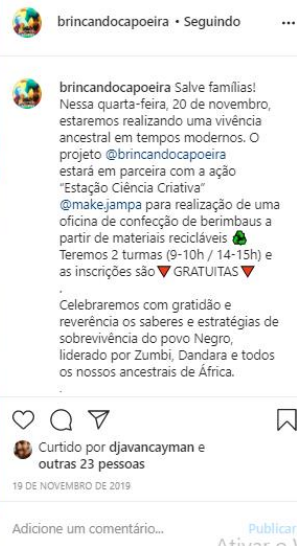 brincandocapoeira • Seguindo ...
brincandocapoeira Salve famílias!
Nessa quarta-feira, 20 de novembro,
estaremos realizando uma vivência
ancestral em tempos modernos. O
projeto @brincandocapoeira
estará em parceria com a ação
“Estação Ciência Criativa”
@make.jampa para realização de uma
oficina de confecção de berimbaus a
partir de materiais recicláveis
Teremos 2 turmas (9-10h / 14-15h) e
as inscrições são🔻GRATUITAS🔻
.
Celebraremos com gratidão e
reverência os saberes e estratégias de
sobrevivência do povo Negro,
liderado por Zumbi, Dandara e todos
os nossos ancestrais de África.
.
Curtido por djavancayman e
outras 23 pessoas
19 DE NOVEMBRO DE 2019
Adicione um comentário... Publicar
Ativar o